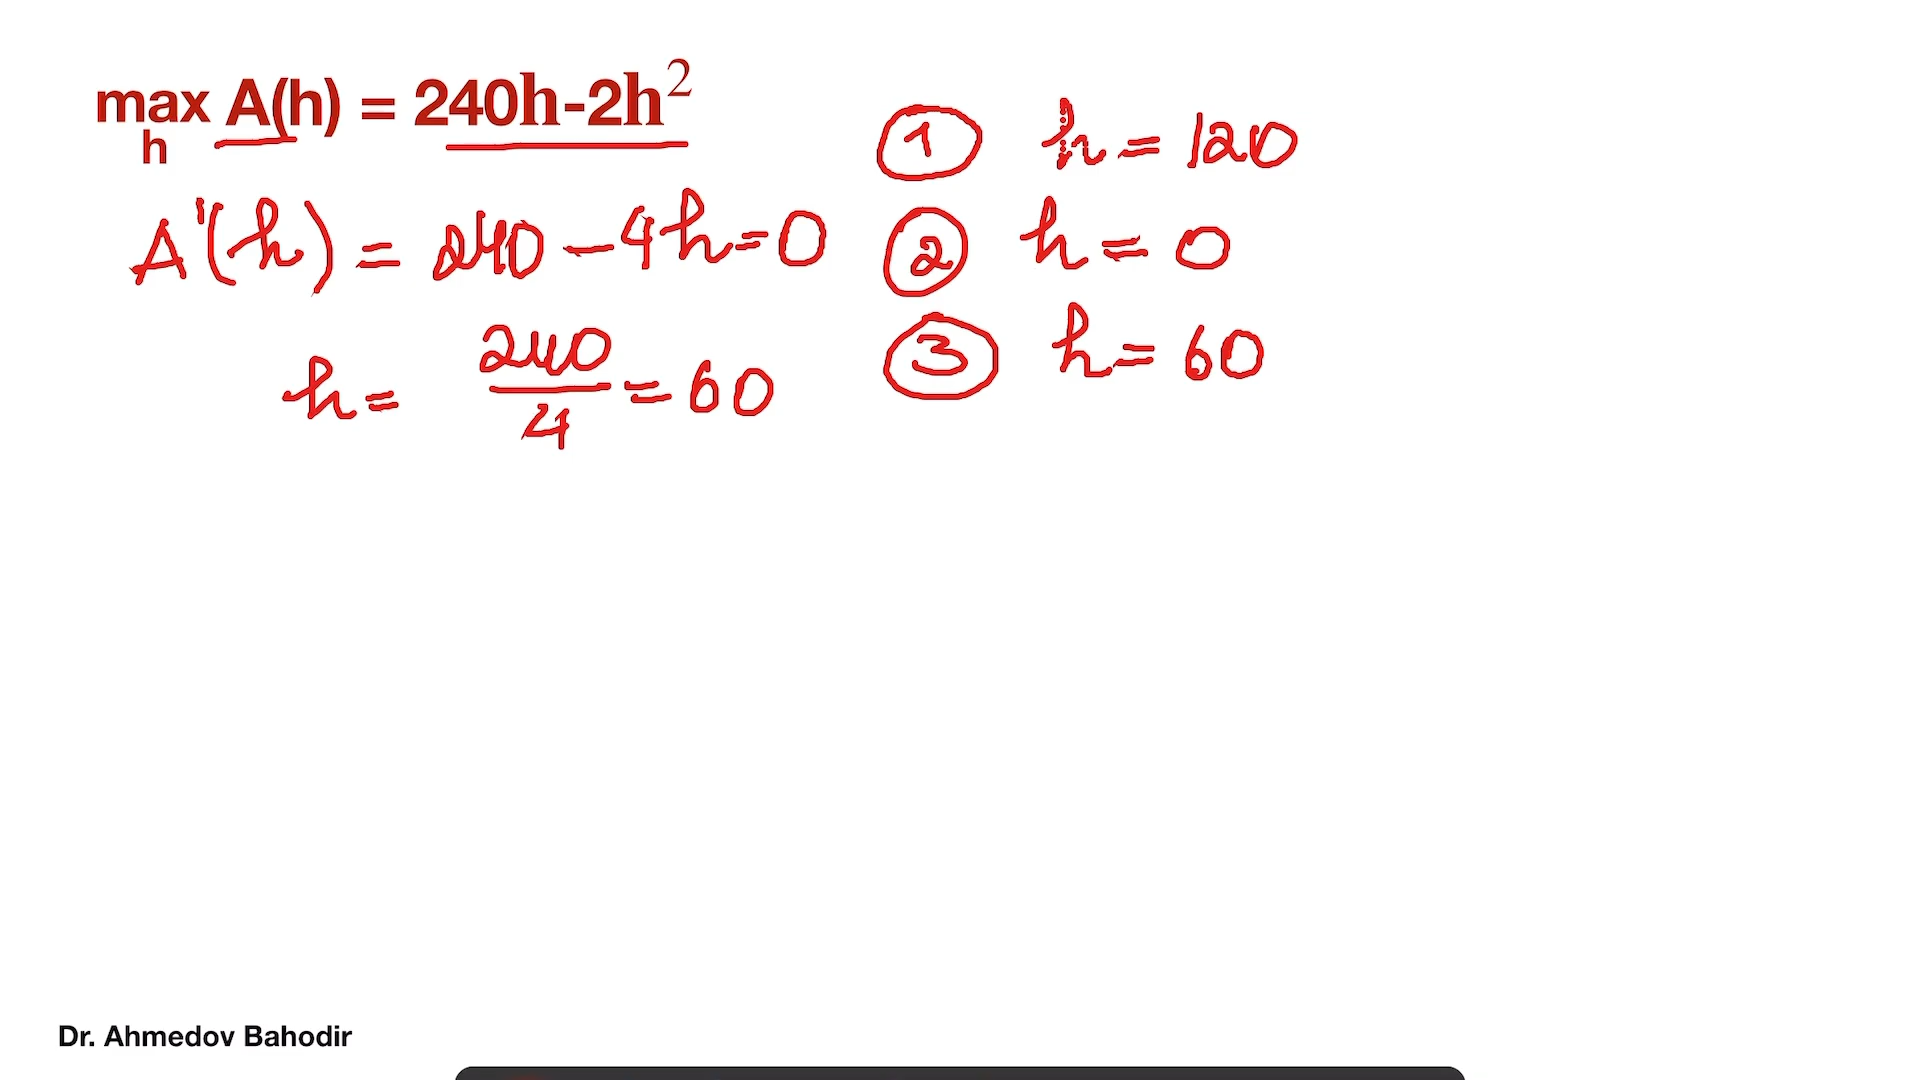 max A(h) = 240h-2h²
h
A'(h) = 240 - 4h = 0
h = 240/4 = 60
1 h = 120
2 h = 0
3 h = 60
Dr. Ahmedov Bahodir